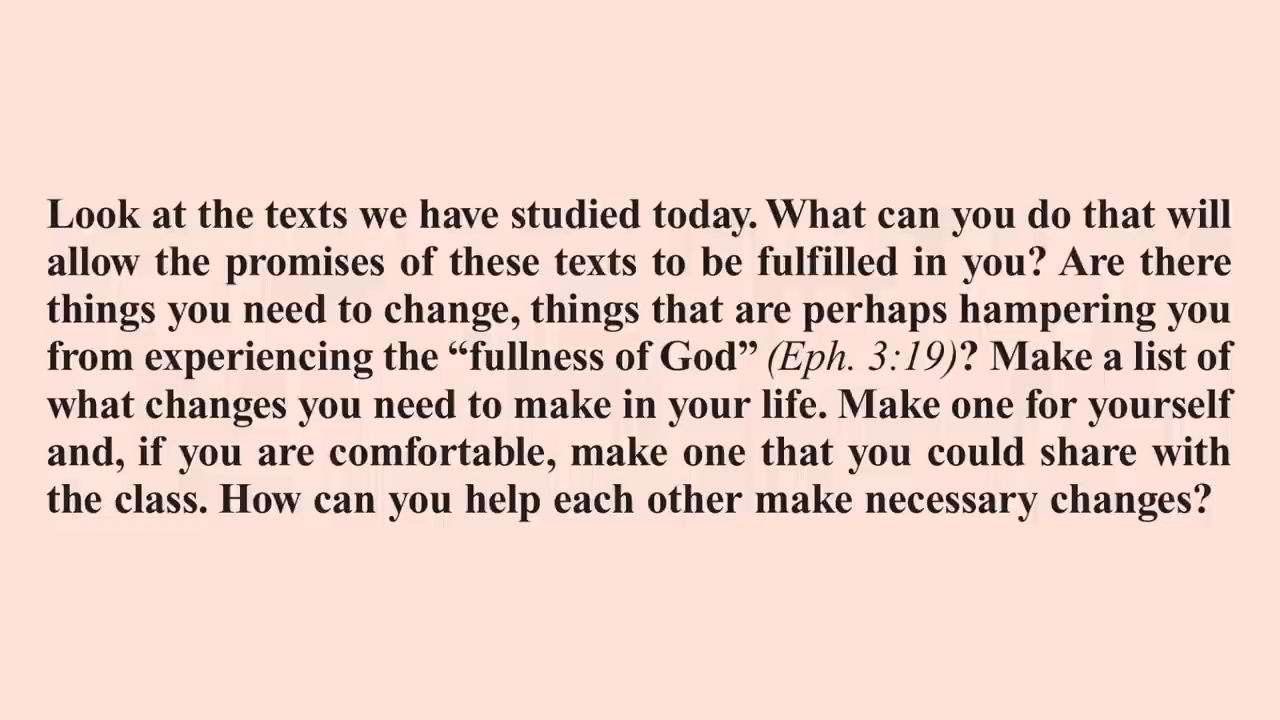 Look at the texts we have studied today. What can you do that will
allow the promises of these texts to be fulfilled in you? Are there
things you need to change, things that are perhaps hampering you
from experiencing the “fullness of God” (Eph. 3:19)? Make a list of
what changes you need to make in your life. Make one for yourself
and, if you are comfortable, make one that you could share with
the class. How can you help each other make necessary changes?